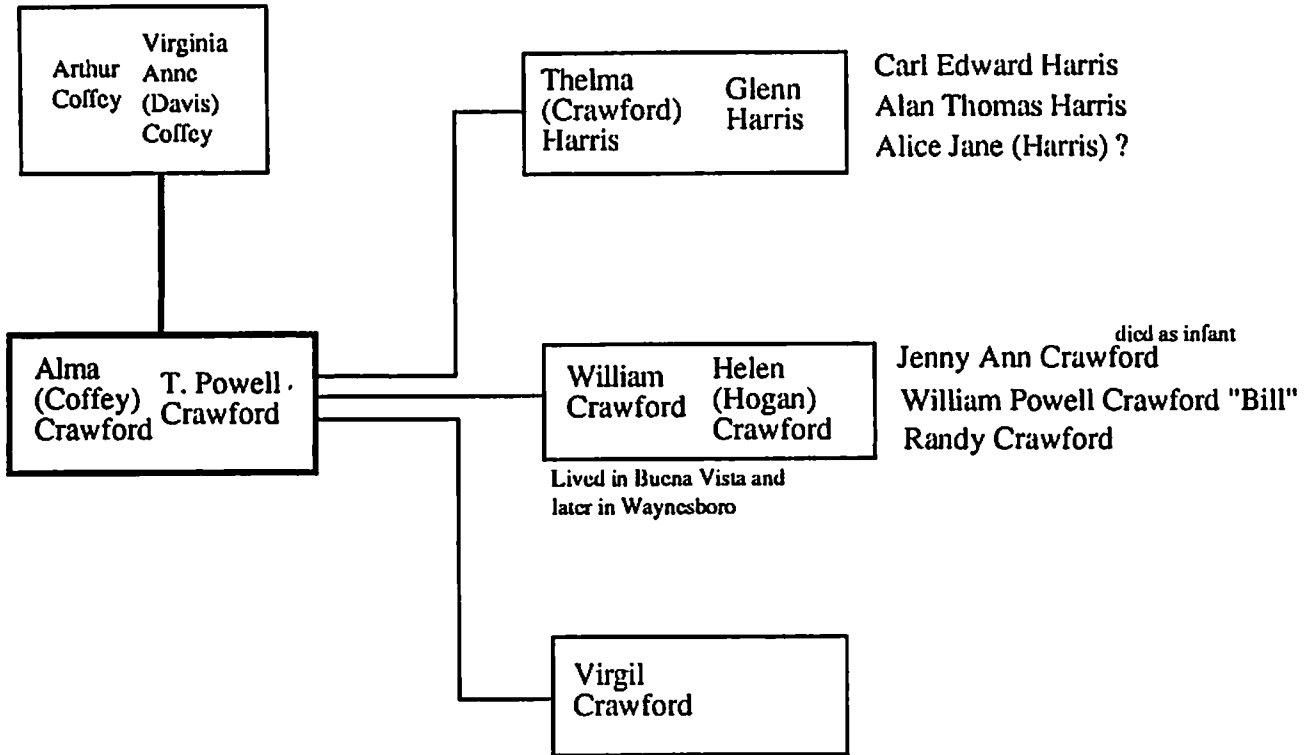 Arthur
Coffey
Virginia
Anne
(Davis)
Coffey
Thelma
(Crawford)
Harris
Glenn
Harris
Carl Edward Harris
Alan Thomas Harris
Alice Jane (Harris) ?
Alma
(Coffey)
Crawford
T. Powell
Crawford
William
Crawford
Helen
(Hogan)
Crawford
died as infant
Jenny Ann Crawford
William Powell Crawford "Bill"
Randy Crawford
Lived in Buena Vista and
later in Waynesboro
Virgil
Crawford